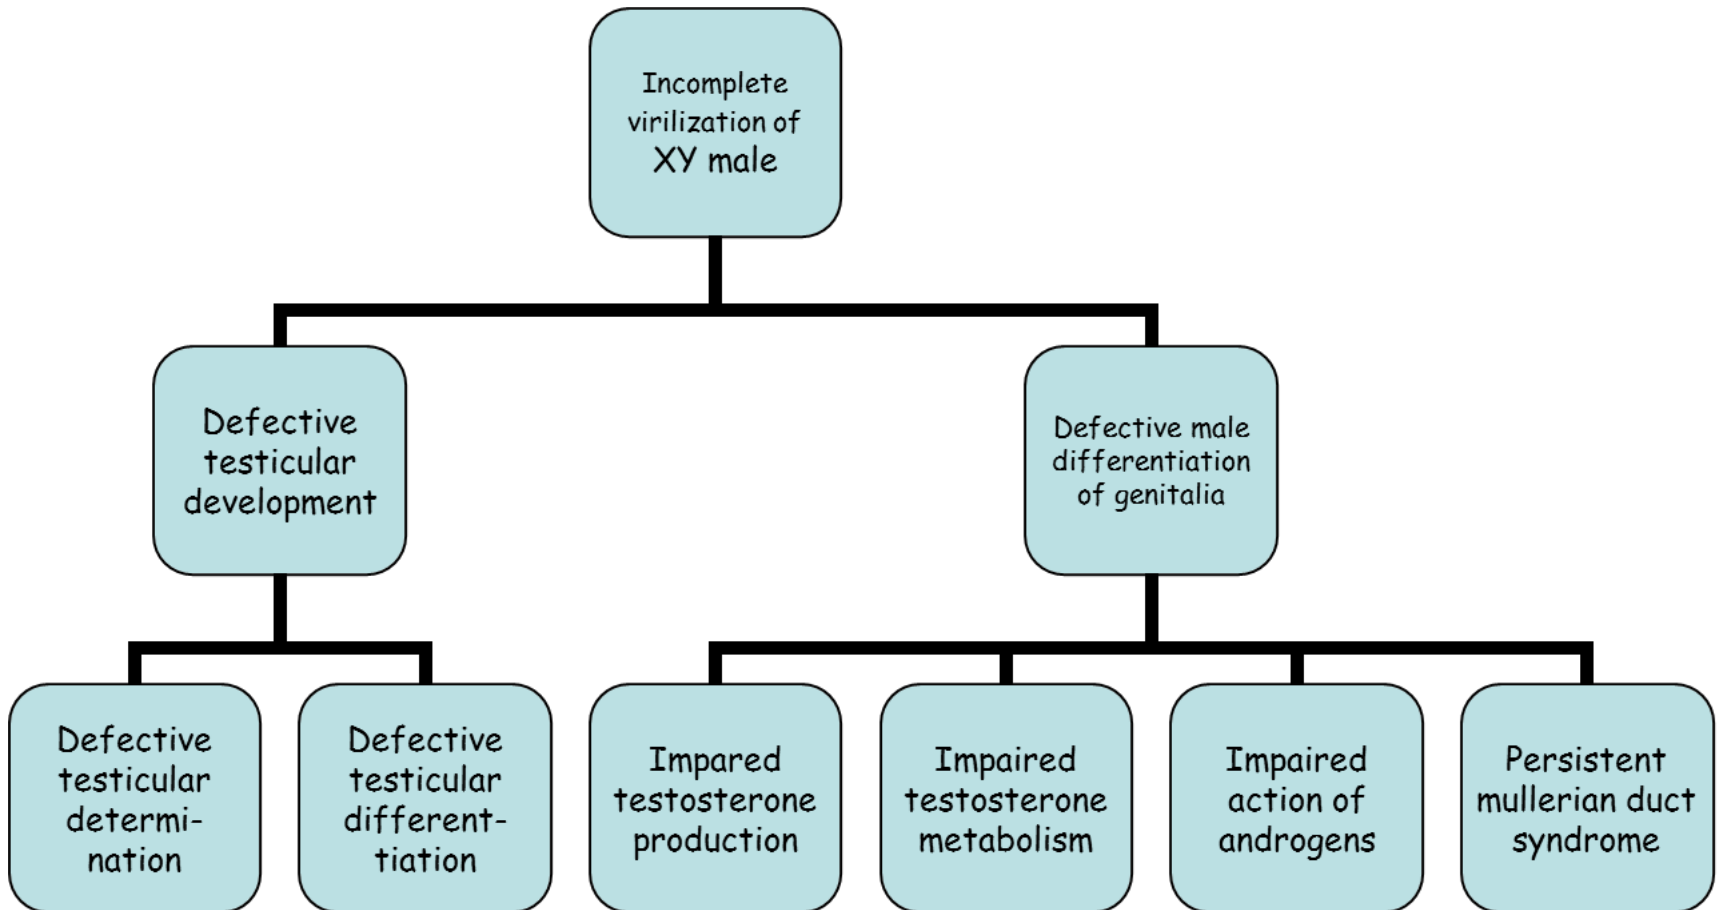 Incomplete
virilization of
XY male
Defective
testicular
development
Defective male
differentiation
of genitalia
Defective
testicular
determi-
nation
Defective
testicular
different-
tiation
Impared
testosterone
production
Impaired
testosterone
metabolism
Impaired
action of
androgens
Persistent
mullerian duct
syndrome